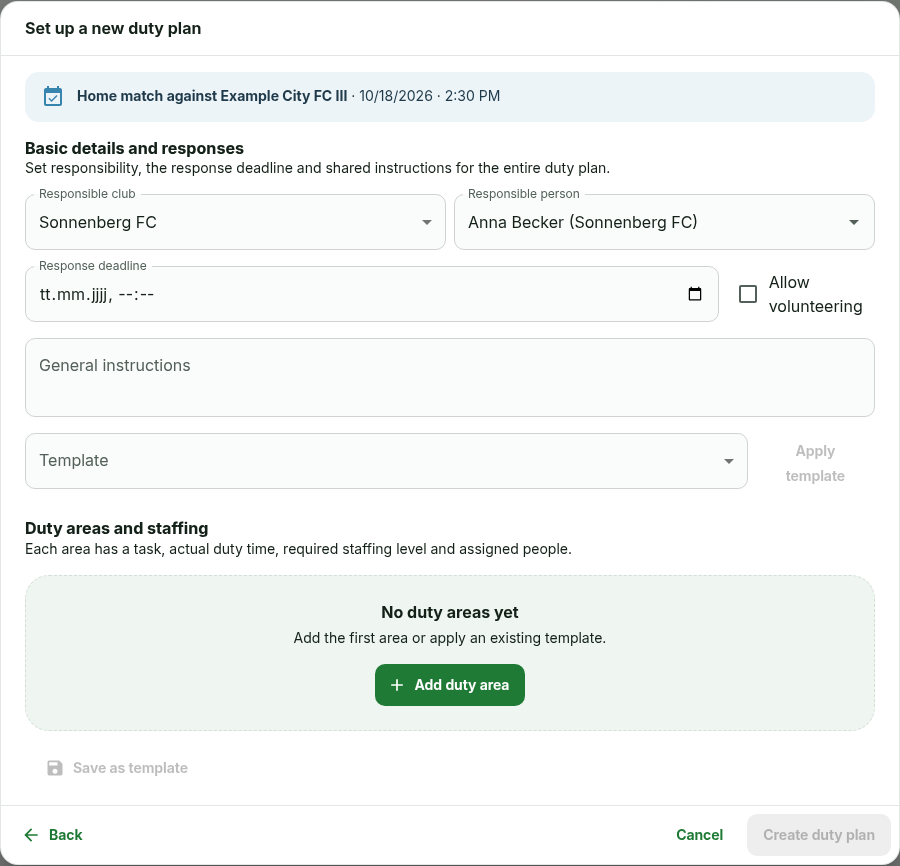 Set up a new duty plan
Home match against Example City FC III · 10/18/2026 · 2:30 PM
Basic details and responses
Set responsibility, the response deadline and shared instructions for the entire duty plan.
Responsible club
Sonnenberg FC
Responsible person
Anna Becker (Sonnenberg FC)
Response deadline
tt.mm.jjjj, --:--
Allow
volunteering
General instructions
Template
Apply
template
Duty areas and staffing
Each area has a task, actual duty time, required staffing level and assigned people.
No duty areas yet
Add the first area or apply an existing template.
Add duty area
Save as template
Back
Cancel
Create duty plan